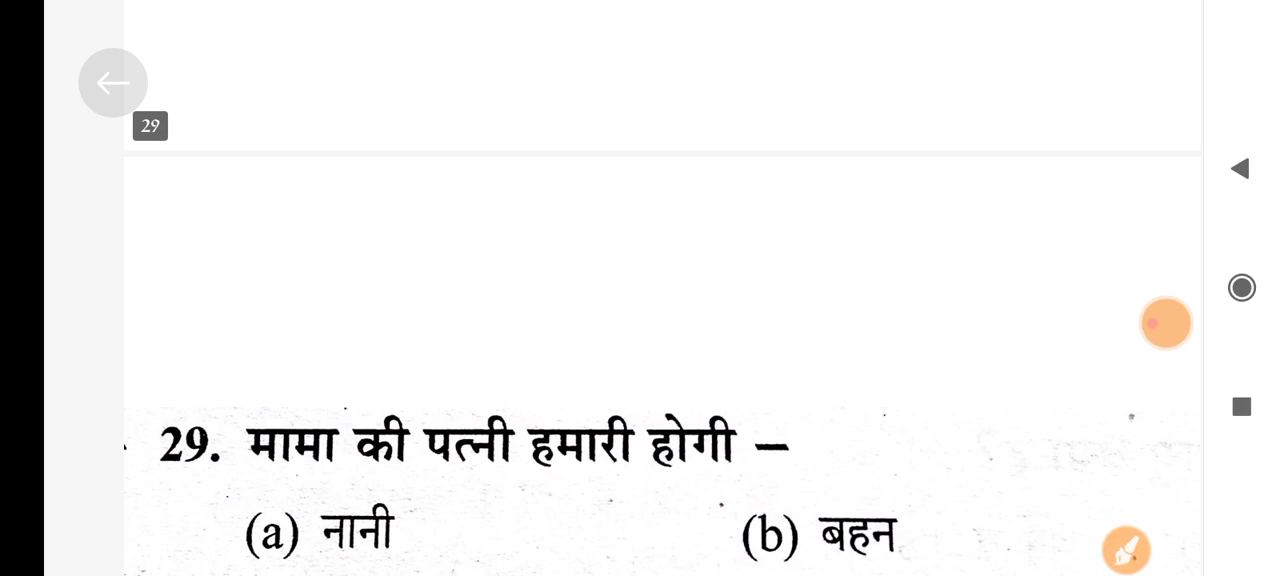 29
29. मामा की पत्नी हमारी होगी –
(a) नानी (b) बहन